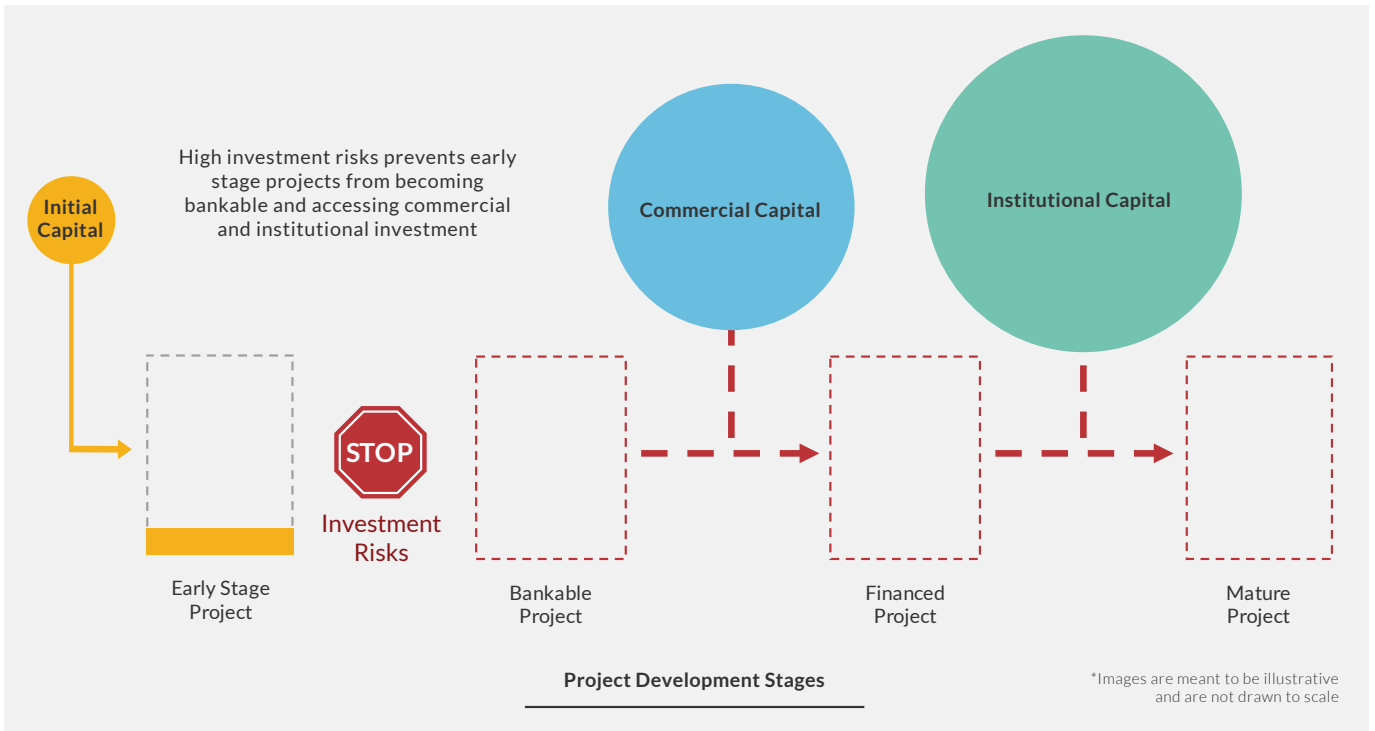 High investment risks prevents early
stage projects from becoming
bankable and accessing commercial
and institutional investment
Initial
Capital
Commercial Capital
Institutional Capital
STOP
Investment
Risks
Early Stage
Project
Bankable
Project
Financed
Project
Mature
Project
Project Development Stages
*Images are meant to be illustrative
and are not drawn to scale